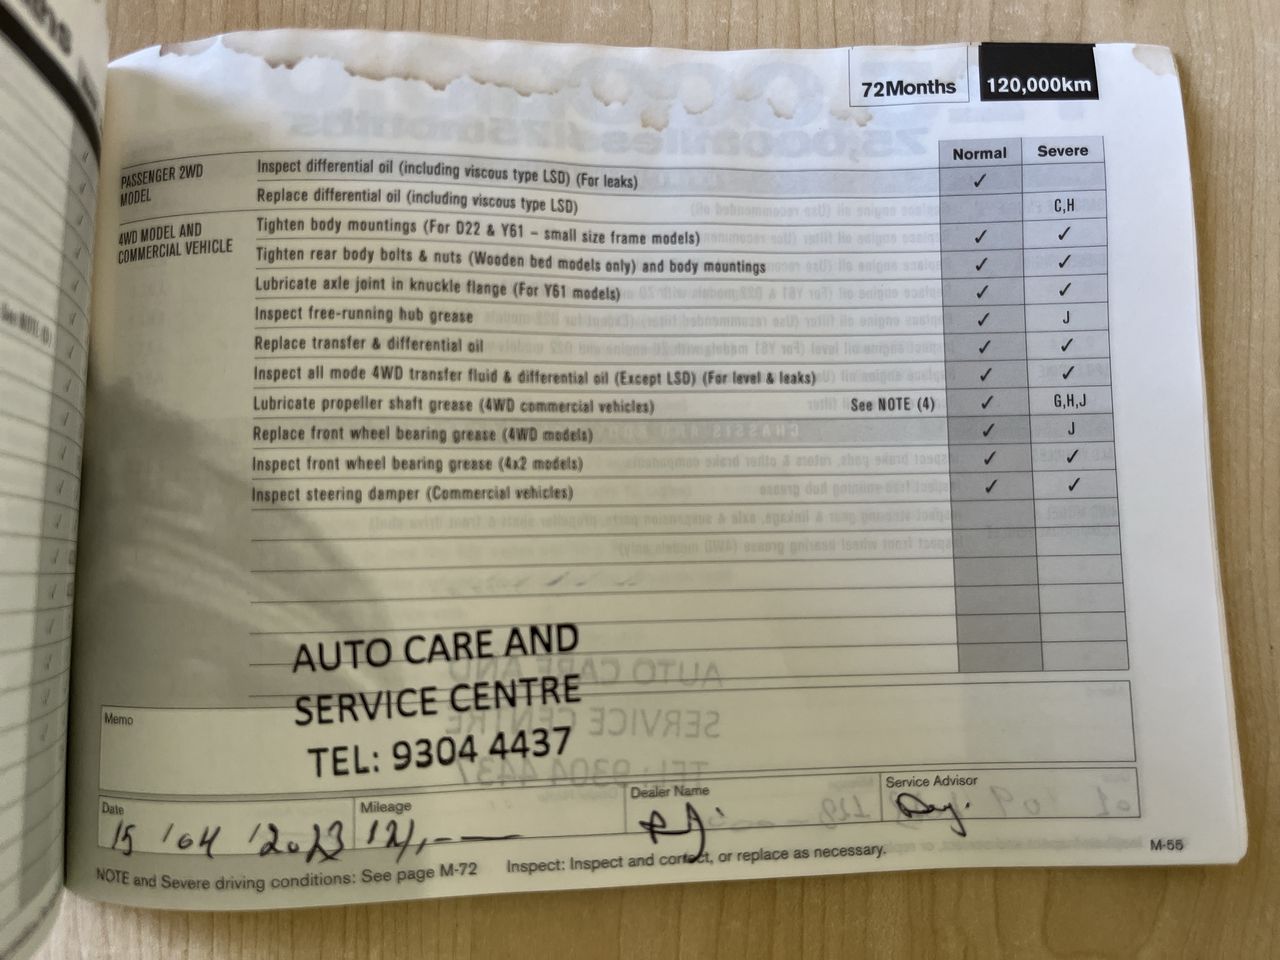 72Months 120,000km
Normal Severe
PASSENGER 2WD MODEL
Inspect differential oil (including viscous type LSD) (For leaks) ✓
Replace differential oil (including viscous type LSD) C,H
4WD MODEL AND COMMERCIAL VEHICLE
Tighten body mountings (For D22 & Y61 – small size frame models) ✓ ✓
Tighten rear body bolts & nuts (Wooden bed models only) and body mountings ✓ ✓
Lubricate axle joint in knuckle flange (For Y61 models) ✓ ✓
Inspect free-running hub grease ✓ J
Replace transfer & differential oil ✓ ✓
Inspect all mode 4WD transfer fluid & differential oil (Except LSD) (For level & leaks) ✓ ✓
Lubricate propeller shaft grease (4WD commercial vehicles) See NOTE (4) ✓ G,H,J
Replace front wheel bearing grease (4WD models) ✓ J
Inspect front wheel bearing grease (4x2 models) ✓ ✓
Inspect steering damper (Commercial vehicles) ✓ ✓
AUTO CARE AND
SERVICE CENTRE
TEL: 9304 4437
Memo
Date Mileage Dealer Name Service Advisor
15 / 04 / 2023 121,
NOTE and Severe driving conditions: See page M-72 Inspect: Inspect and correct, or replace as necessary. M-55